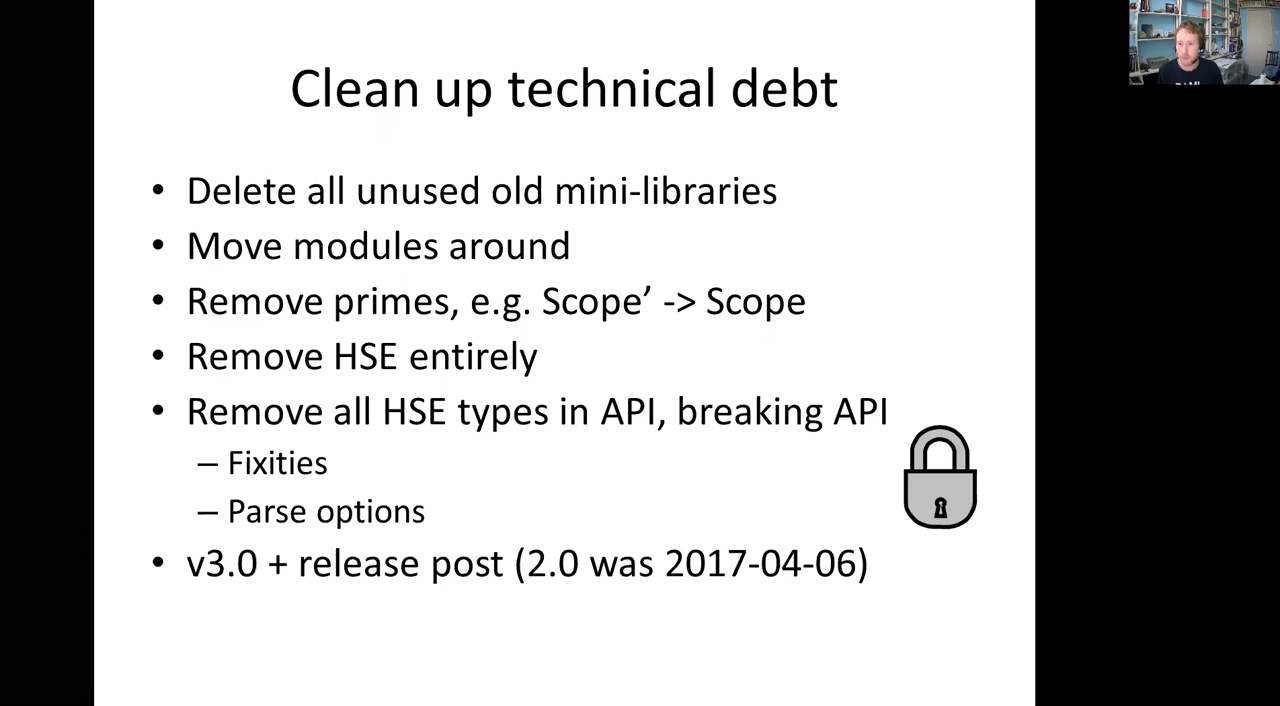 Clean up technical debt
• Delete all unused old mini-libraries
• Move modules around
• Remove primes, e.g. Scope’ -> Scope
• Remove HSE entirely
• Remove all HSE types in API, breaking API
– Fixities
– Parse options
• v3.0 + release post (2.0 was 2017-04-06)